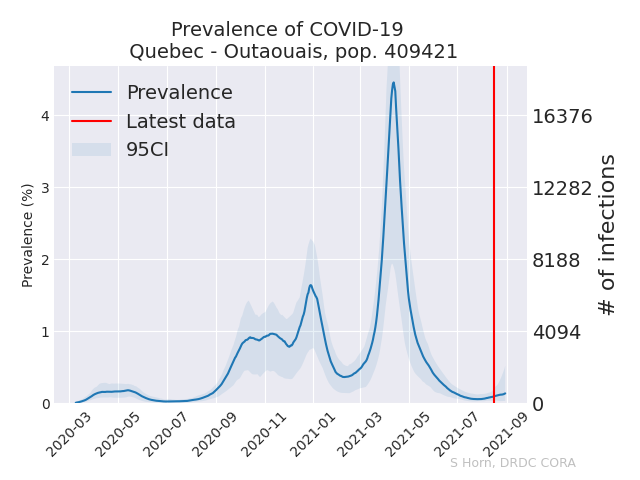 Prevalence of COVID-19
Quebec - Outaouais, pop. 409421
Prevalence
Latest data
95CI
Prevalence (%)
4
3
2
1
0
16376
12282
8188
4094
0
# of infections
2020-03
2020-05
2020-07
2020-09
2020-11
2021-01
2021-03
2021-05
2021-07
2021-09
S Horn, DRDC CORA